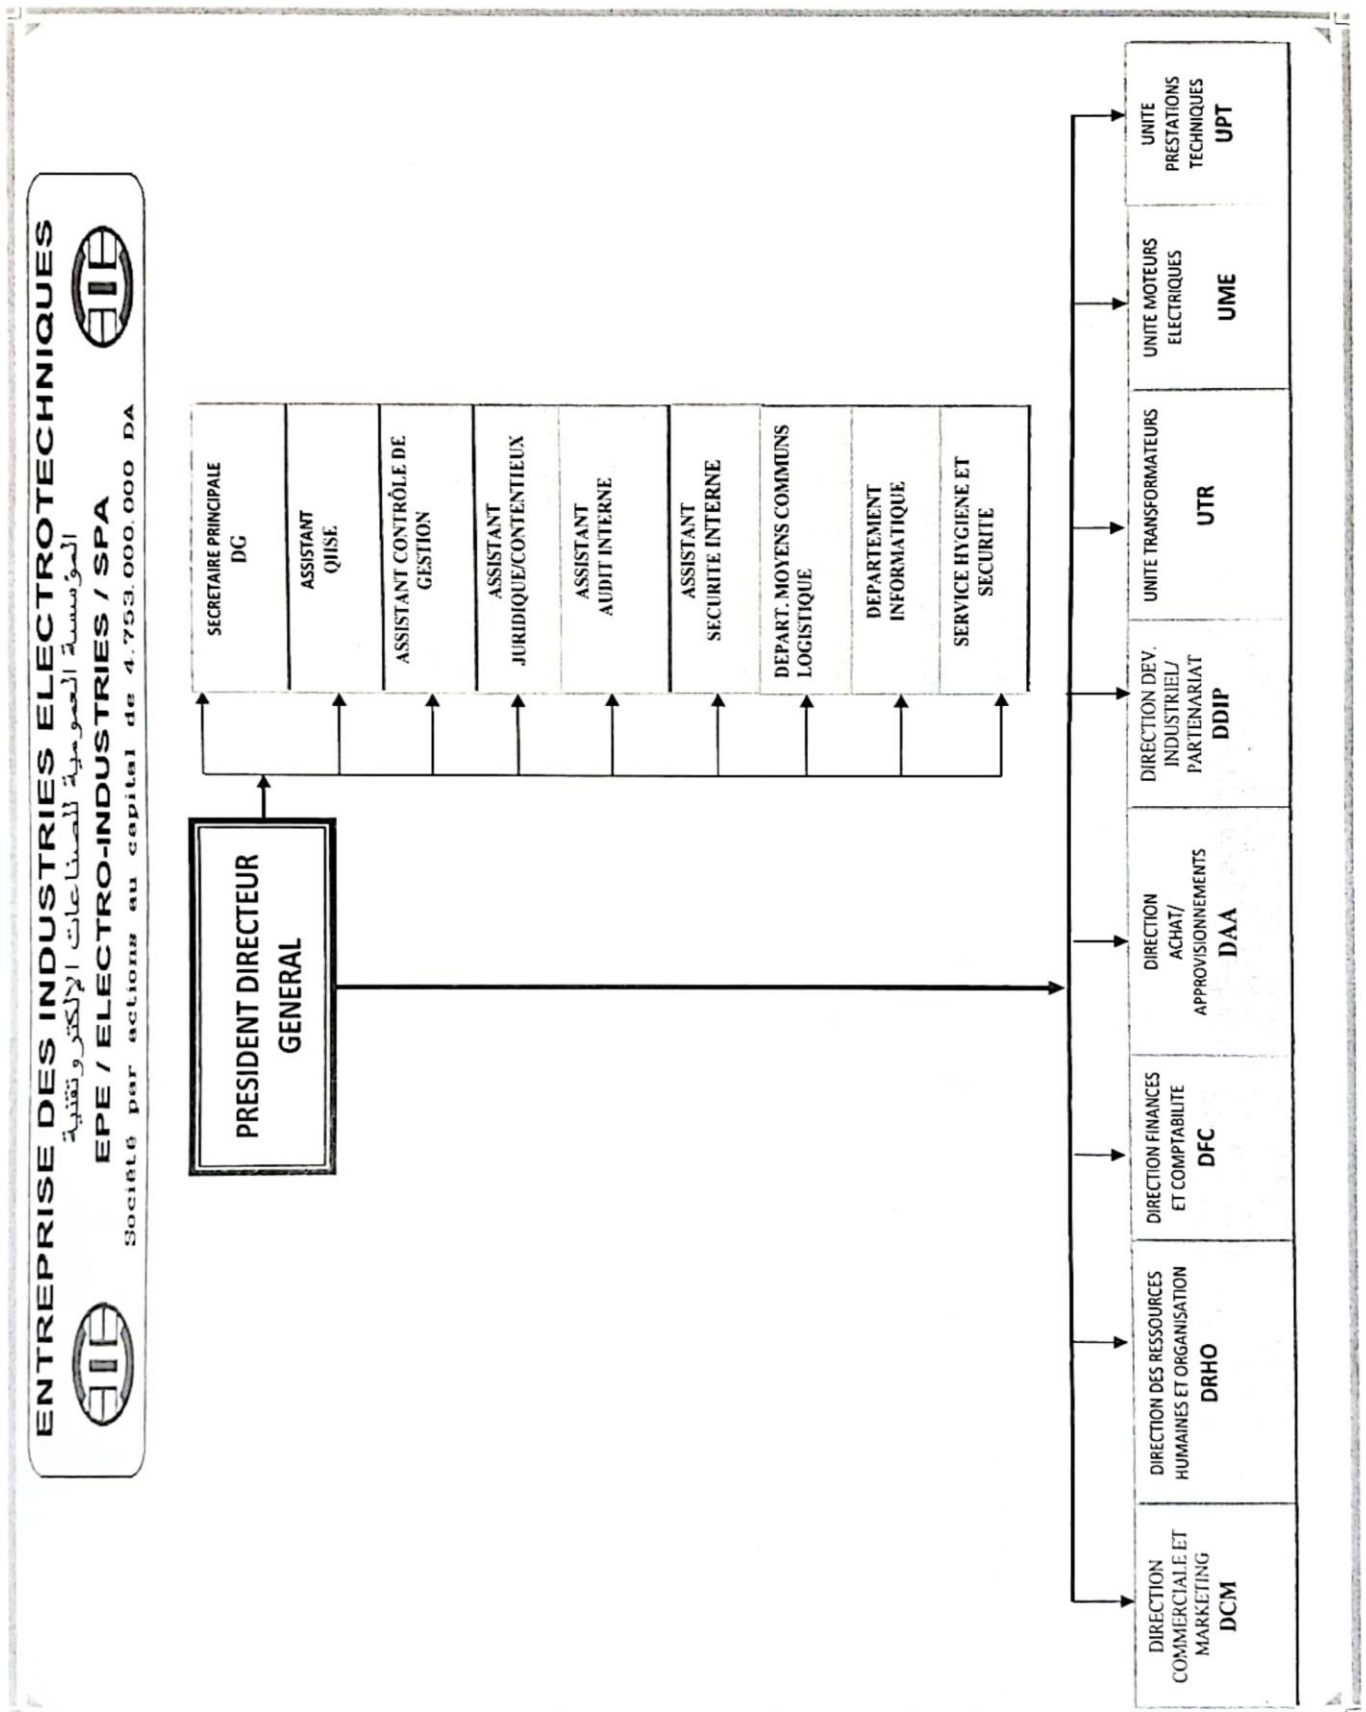 ENTREPRISE DES INDUSTRIES ELECTROTECHNIQUES
المؤسسة العمومية للصناعات الإلكتروتقنية
EPE / ELECTRO-INDUSTRIES / SPA
Société par actions au capital de 4.753.000.000 DA
PRESIDENT DIRECTEUR
GENERAL
SECRETAIRE PRINCIPALE
DG
ASSISTANT
QHSE
ASSISTANT CONTRÔLE DE
GESTION
ASSISTANT
JURIDIQUE/CONTENTIEUX
ASSISTANT
AUDIT INTERNE
ASSISTANT
SECURITE INTERNE
DEPART. MOYENS COMMUNS
LOGISTIQUE
DEPARTEMENT
INFORMATIQUE
SERVICE HYGIENE ET
SECURITE
DIRECTION
COMMERCIALE ET
MARKETING
DCM
DIRECTION DES RESSOURCES
HUMAINES ET ORGANISATION
DRHO
DIRECTION FINANCES
ET COMPTABILITE
DFC
DIRECTION
ACHAT/
APPROVISIONNEMENTS
DAA
DIRECTION DEV.
INDUSTRIEL/
PARTENARIAT
DDIP
UNITE TRANSFORMATEURS
UTR
UNITE MOTEURS
ELECTRIQUES
UME
UNITE
PRESTATIONS
TECHNIQUES
UPT